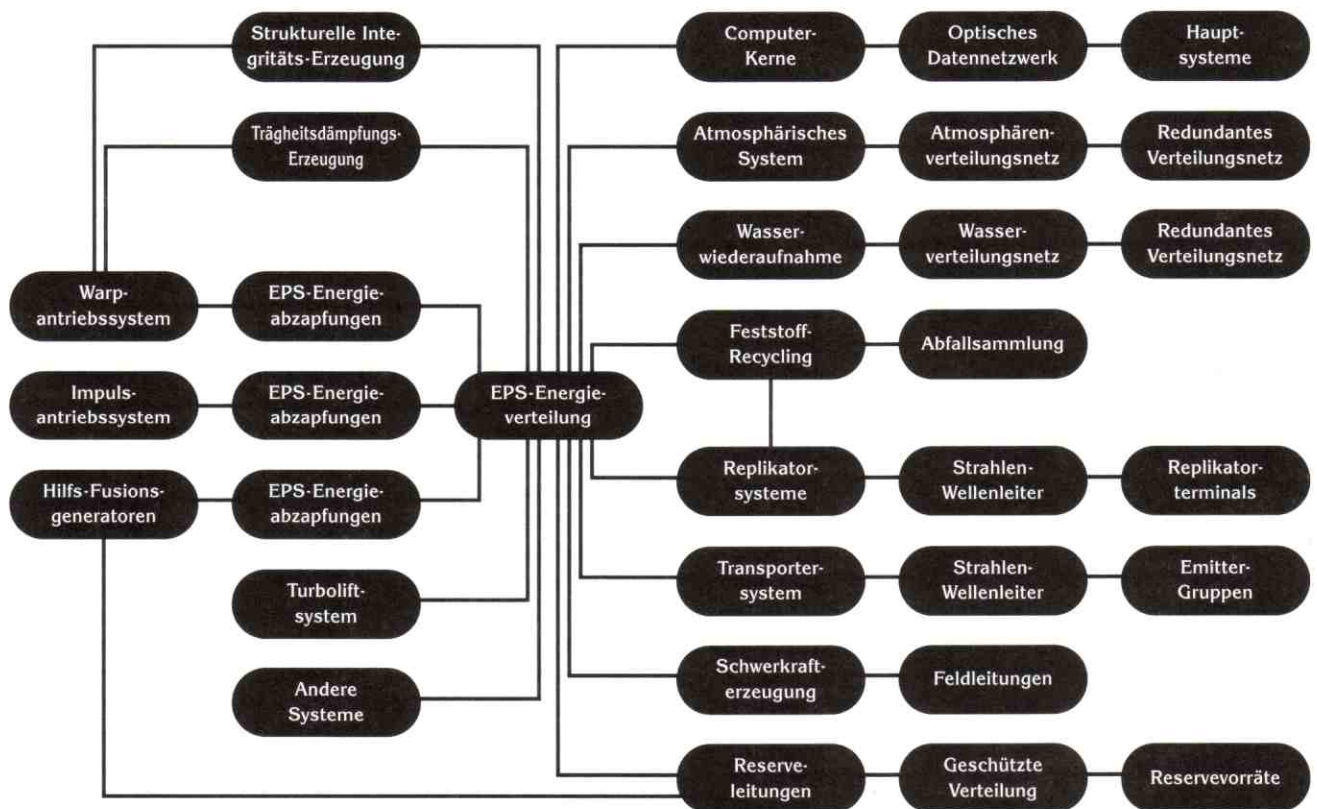 Strukturelle Inte-
gritäts-Erzeugung
Computer-
Kerne
Optisches
Datennetzwerk
Haupt-
systeme
Trägheitsdämpfungs-
Erzeugung
Atmosphärisches
System
Atmosphären-
verteilungsnetz
Redundantes
Verteilungsnetz
Wasser-
wiederaufnahme
Wasser-
verteilungsnetz
Redundantes
Verteilungsnetz
Warp-
antriebssystem
EPS-Energie-
abzapfungen
Feststoff-
Recycling
Abfallsammlung
Impuls-
antriebssystem
EPS-Energie-
abzapfungen
EPS-Energie-
verteilung
Hilfs-Fusions-
generatoren
EPS-Energie-
abzapfungen
Replikator-
systeme
Strahlen-
Wellenleiter
Replikator-
terminals
Turbolift-
system
Transporter-
system
Strahlen-
Wellenleiter
Emitter-
Gruppen
Andere
Systeme
Schwerkraft-
erzeugung
Feldleitungen
Reserve-
leitungen
Geschützte
Verteilung
Reservevorräte